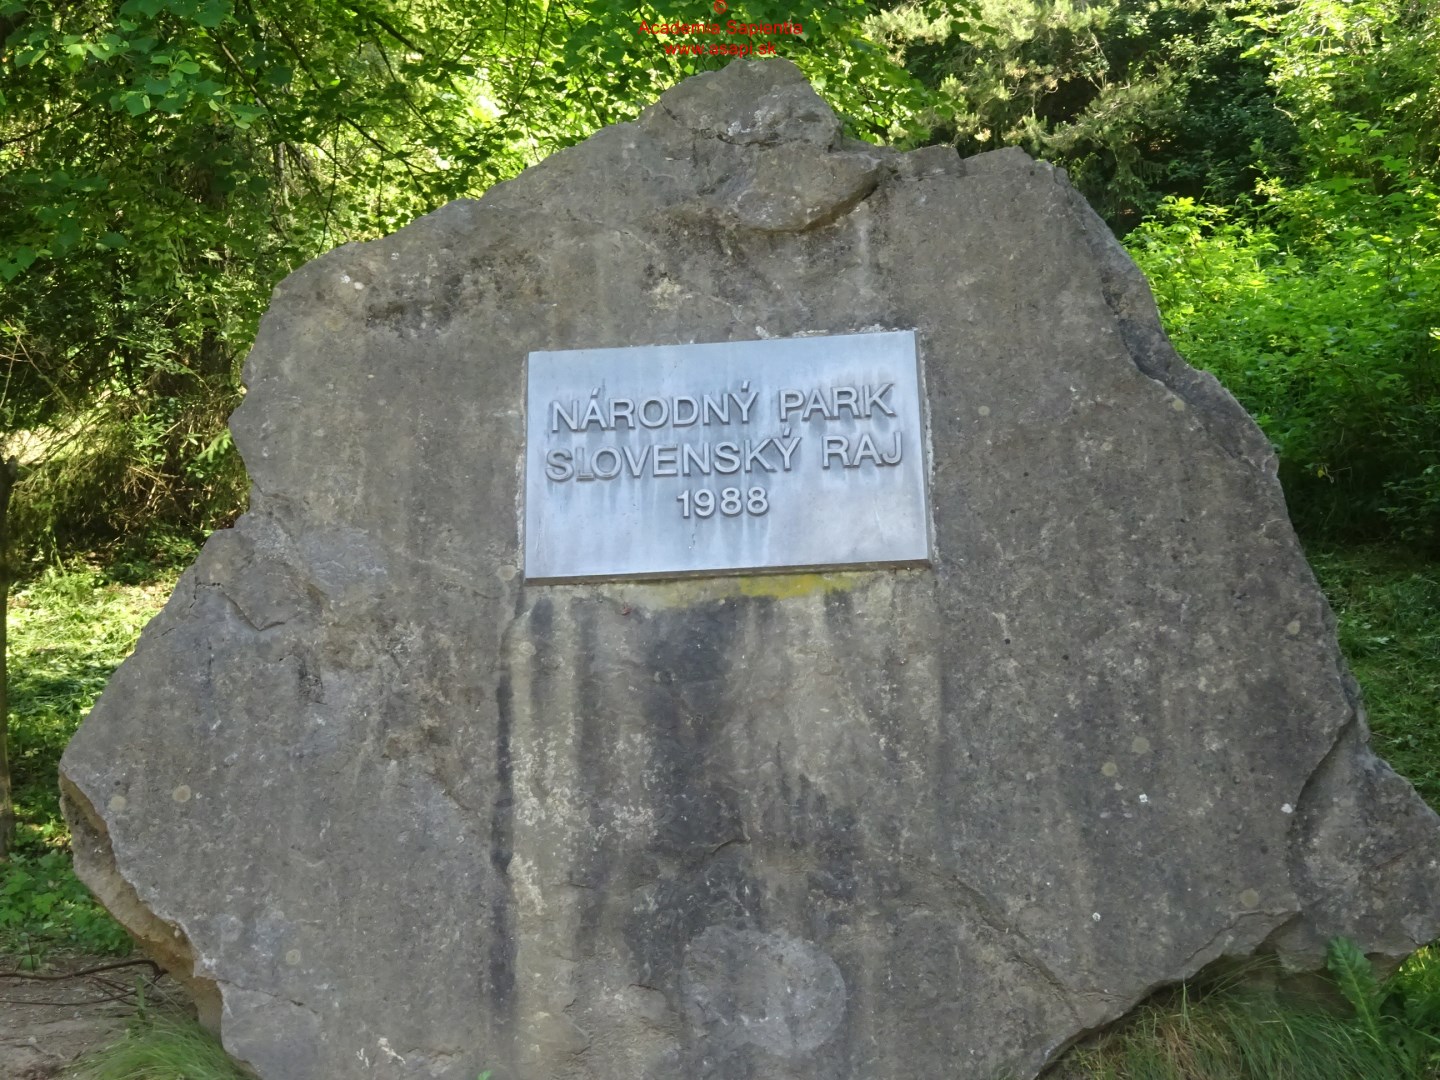 Academia Sapientia
www.asapi.sk
NÁRODNÝ PARK
SLOVENSKÝ RAJ
1988